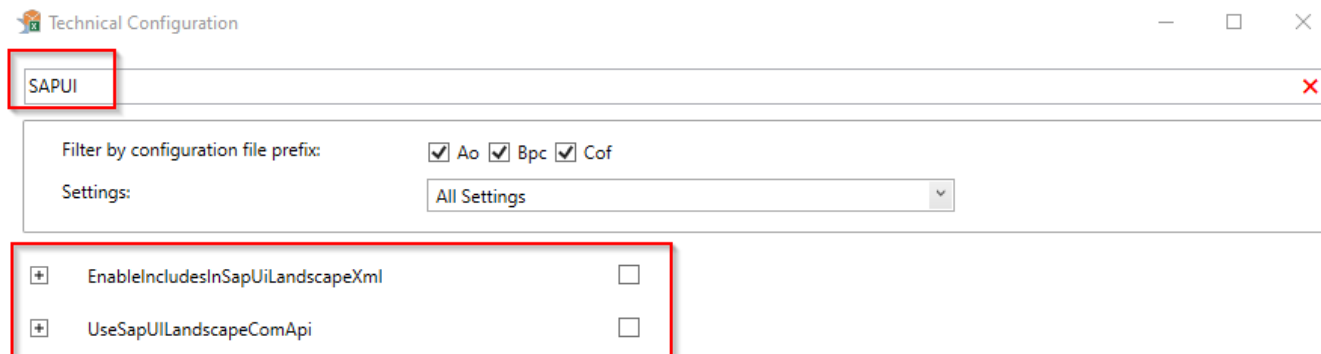 Technical Configuration
SAPUI
Filter by configuration file prefix: Ao Bpc Cof
Settings: All Settings
EnableIncludesInSapUiLandscapeXml
UseSapUILandscapeComApi